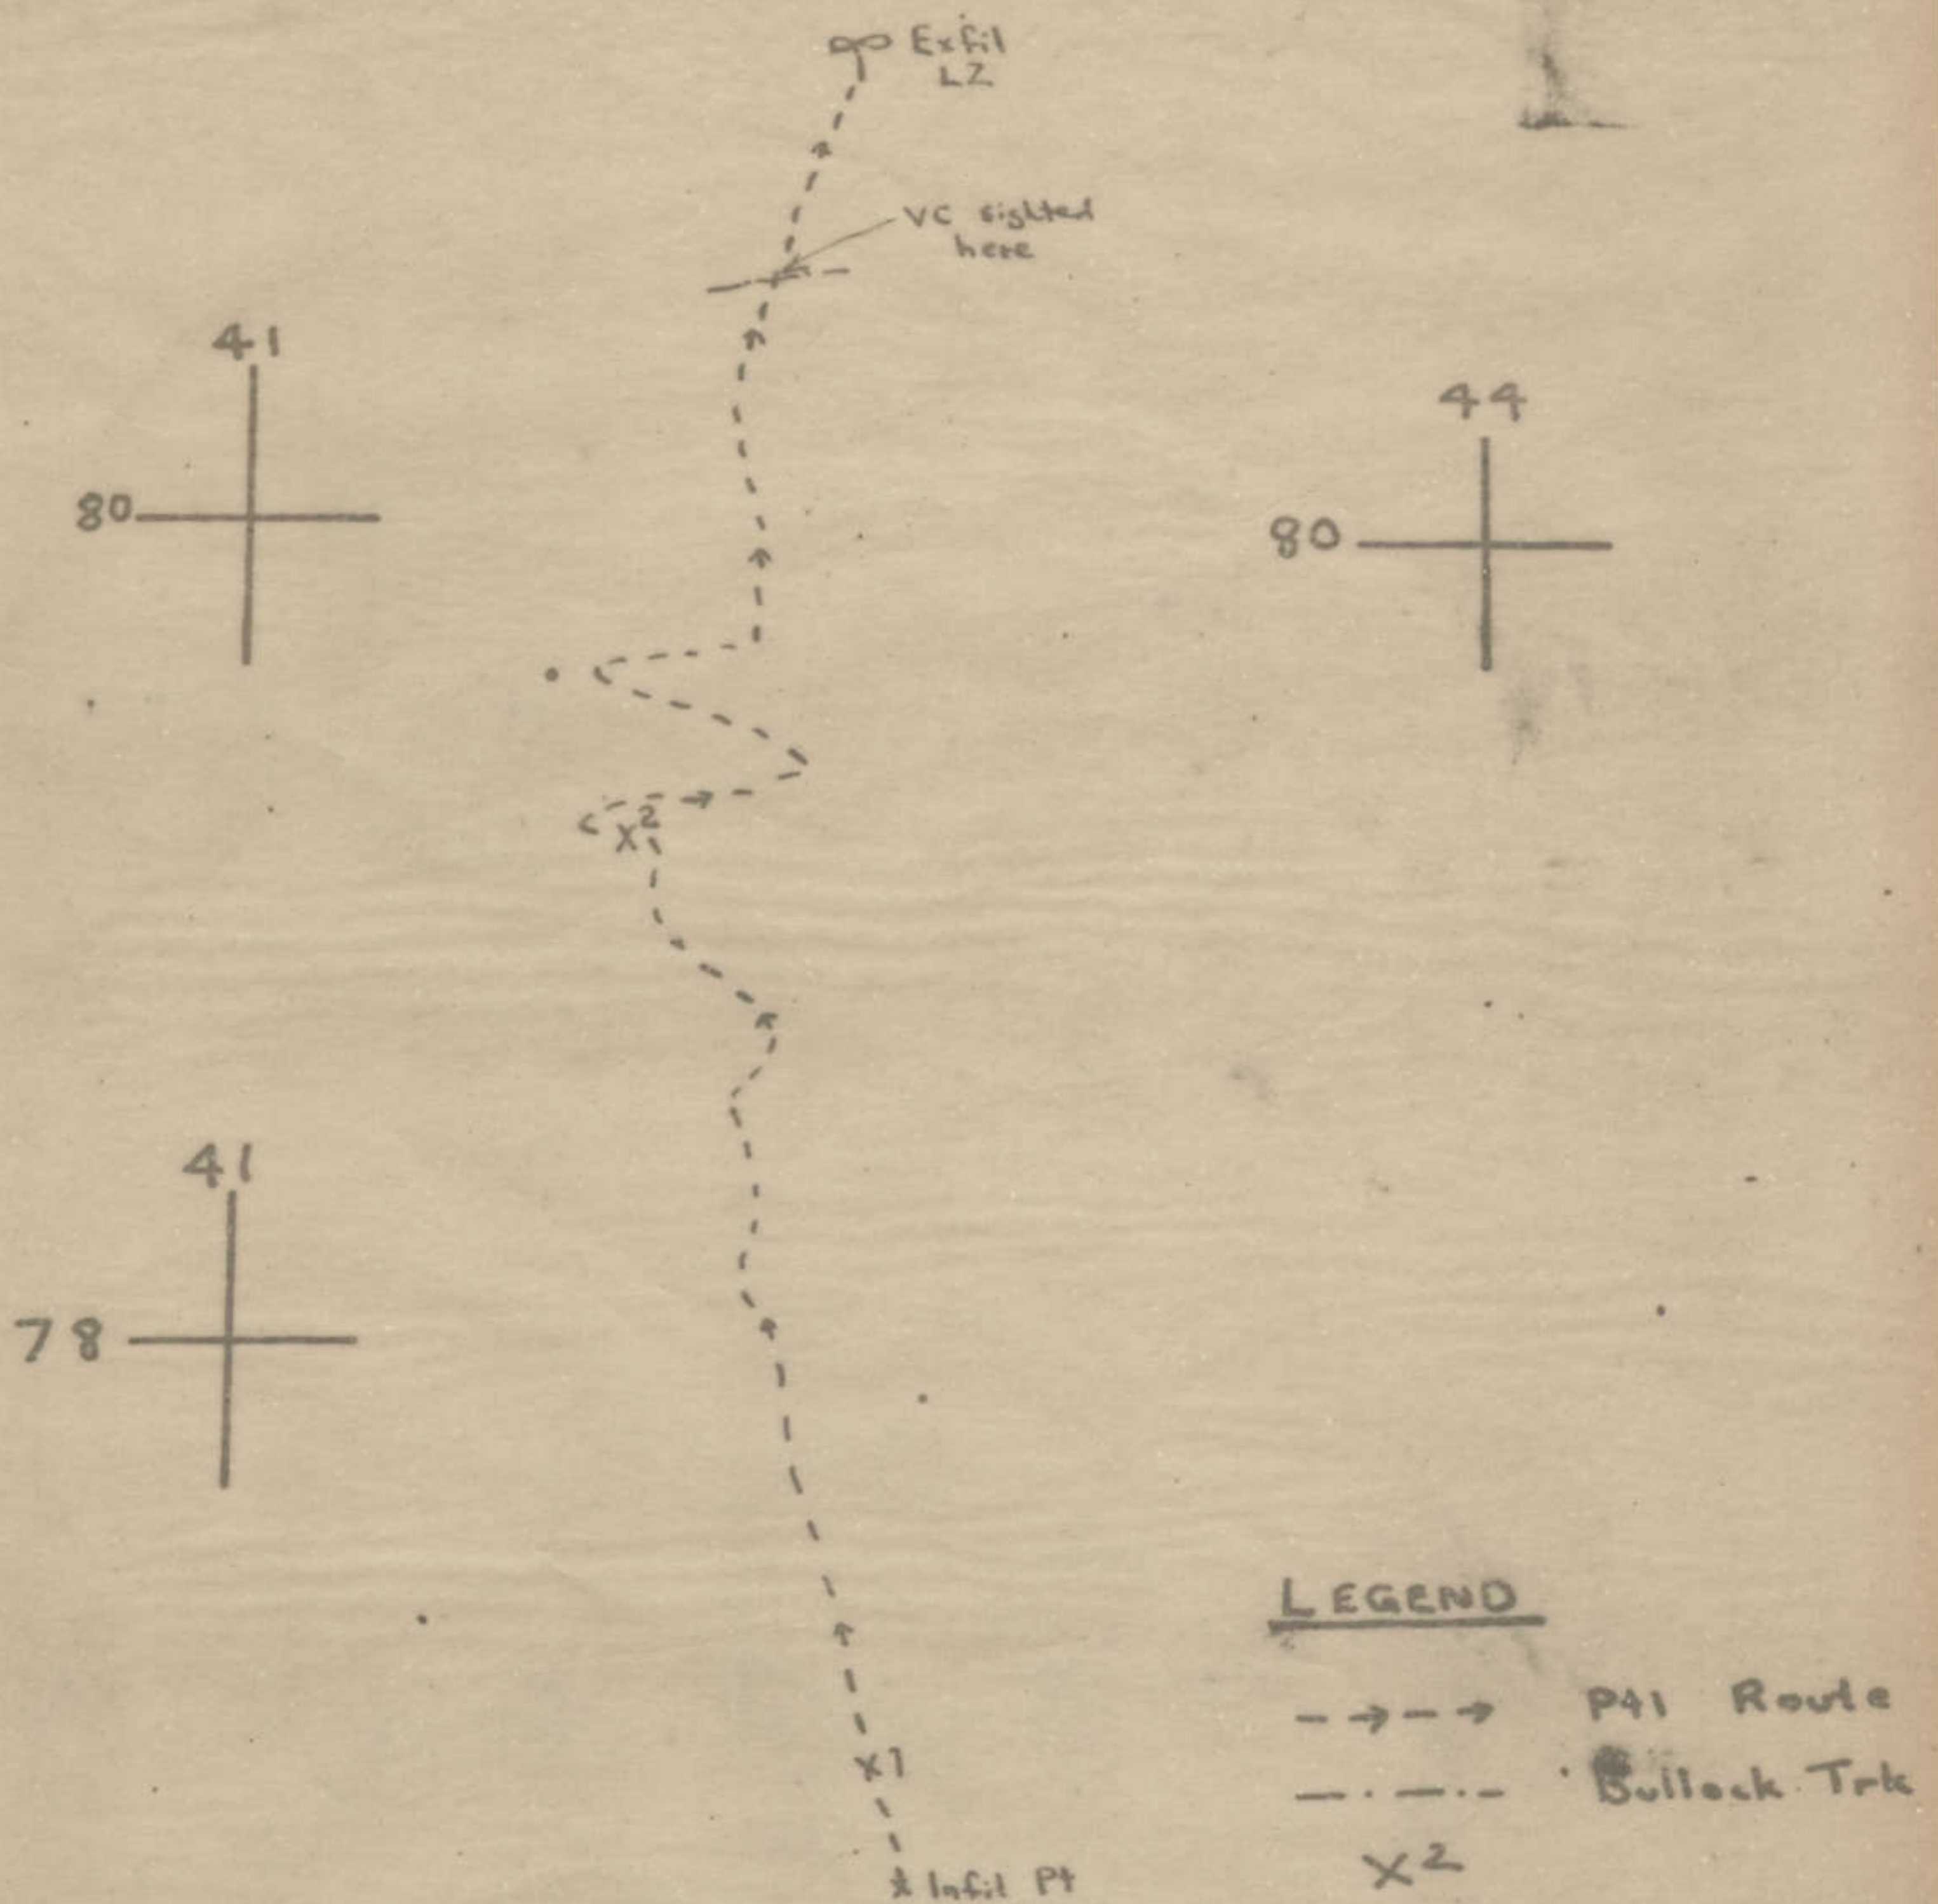 Exfil
LZ
VC sighted
here
41
80
44
80
X2
41
78
X1
Infil Pt
LEGEND
Ptl Route
Bullock Trk
X2